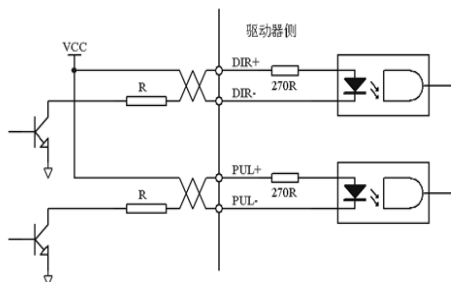 驱动器侧
VCC
DIR+
R
270R
DIR-
PUL+
R
270R
PUL-